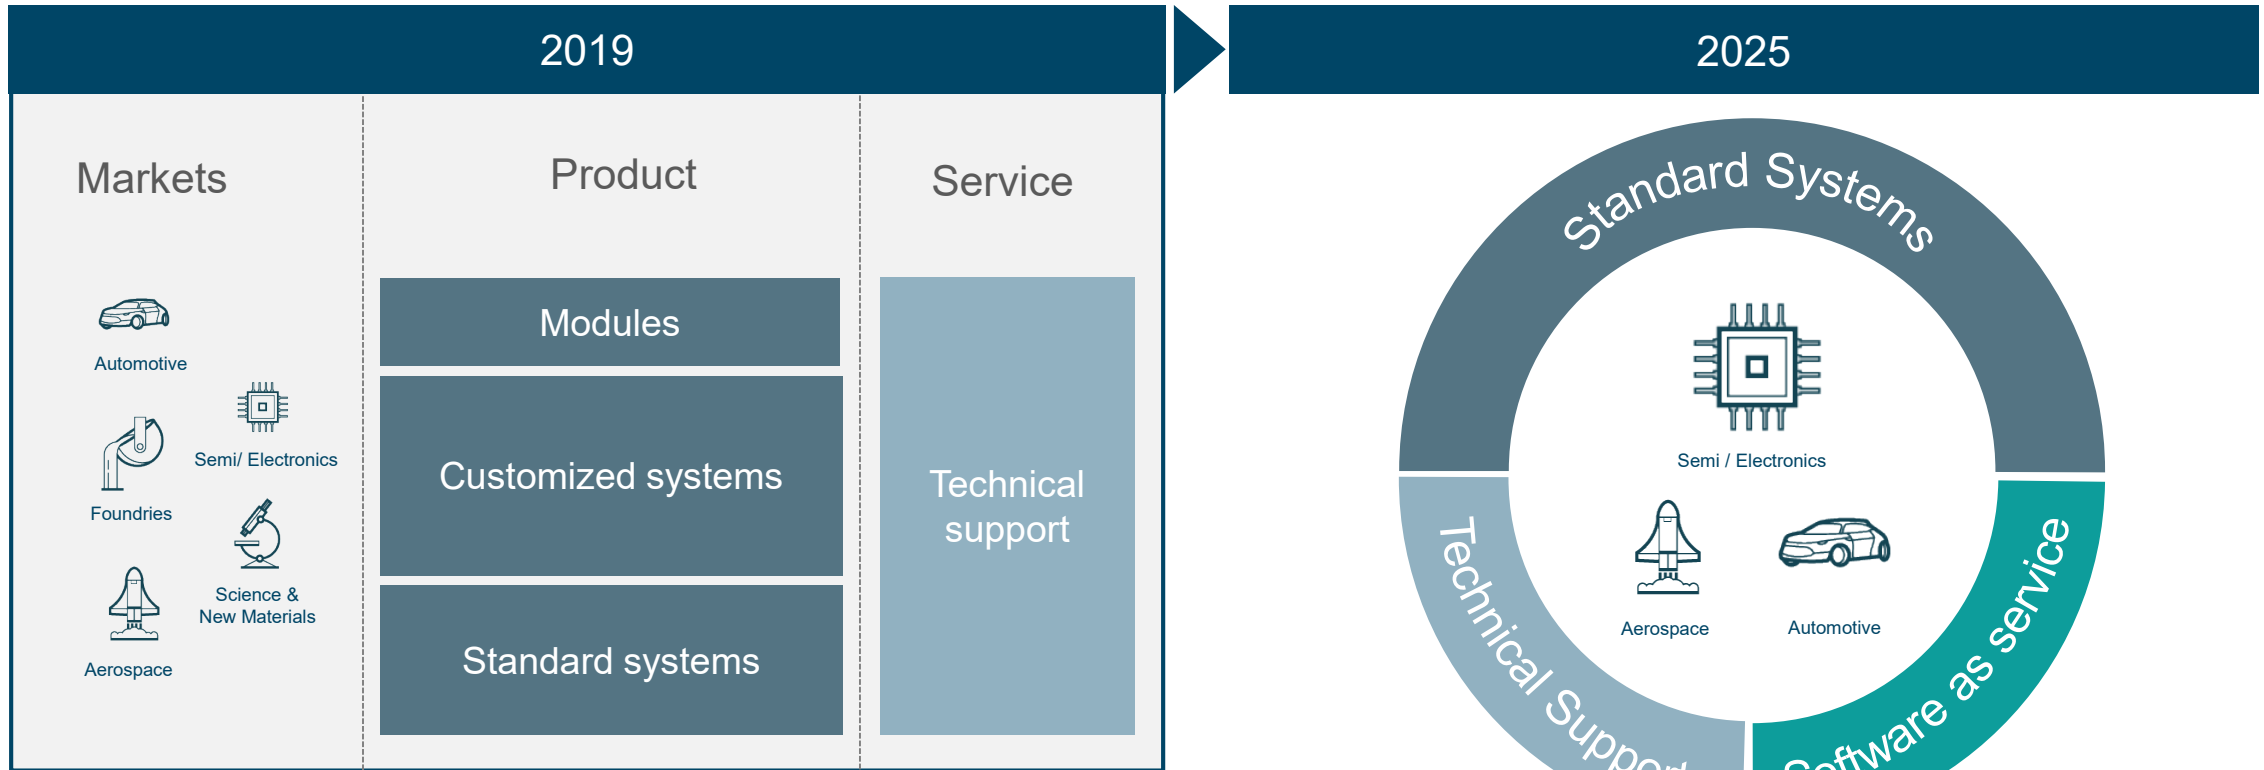 2019
2025
Markets
Product
Service
Automotive
Semi/ Electronics
Foundries
Science &
New Materials
Aerospace
Modules
Customized systems
Standard systems
Technical
support
Standard Systems
Semi / Electronics
Aerospace
Automotive
Technical Support
Software as service